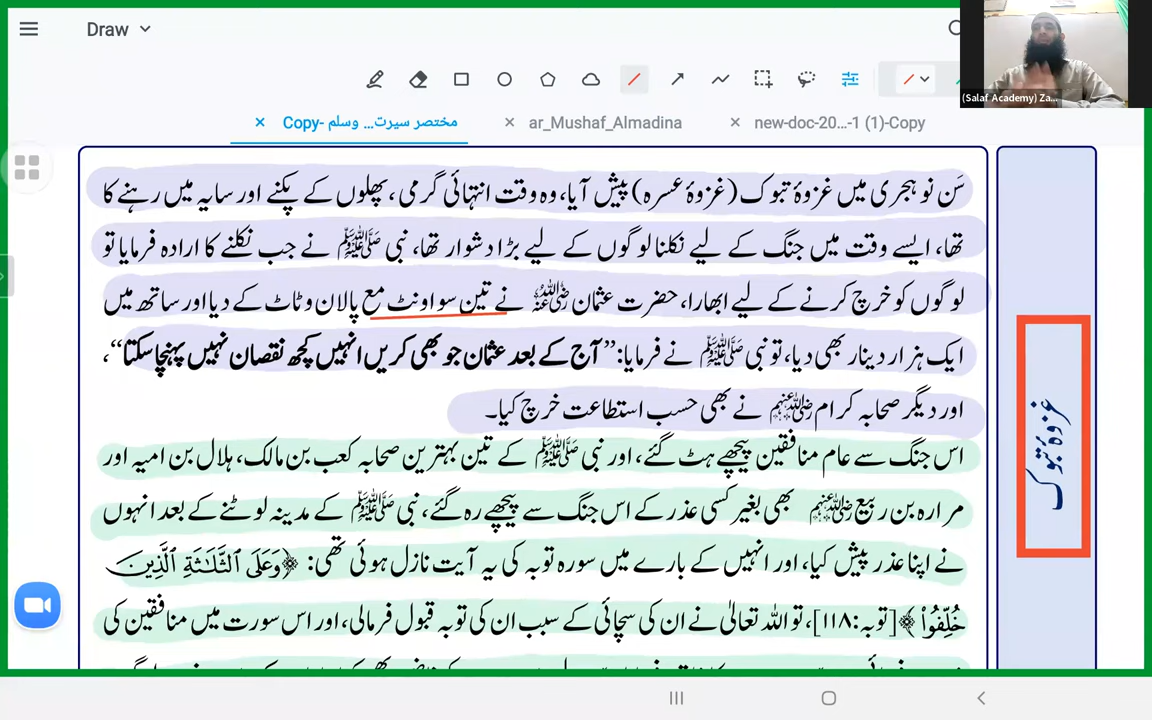 Draw
(Salaf Academy) Za...
مختصر سیرت... وسلم -Copy
ar_Mushaf_Almadina
new-doc-20...-1 (1)-Copy
سَن نو ہجری میں غزوۂ تبوک (غزوۂ عسرہ) پیش آیا، وہ وقت انتہائی گرمی، پھلوں کے پکنے اور سایہ میں رہنے کا
تھا، ایسے وقت میں جنگ کے لیے نکلنا لوگوں کے لیے بڑا دشوار تھا، نبی ﷺ نے جب نکلنے کا ارادہ فرمایا تو
لوگوں کو خرچ کرنے کے لیے ابھارا، حضرت عثمان رضی اللہ عنہ نے تین سو اونٹ مع پالان و ٹاٹ کے دیا اور ساتھ میں
ایک ہزار دینار بھی دیا، تو نبی ﷺ نے فرمایا: ”آج کے بعد عثمان جو بھی کریں انہیں کچھ نقصان نہیں پہنچا سکتا“،
اور دیگر صحابہ کرام رضی اللہ عنہم نے بھی حسب استطاعت خرچ کیا۔
اس جنگ سے عام منافقین پیچھے ہٹ گئے، اور نبی ﷺ کے تین بہترین صحابہ کعب بن مالک، ہلال بن امیہ اور
مرارہ بن ربیع رضی اللہ عنہم بھی بغیر کسی عذر کے اس جنگ سے پیچھے رہ گئے، نبی ﷺ کے مدینہ لوٹنے کے بعد انہوں
نے اپنا عذر پیش کیا، اور انہیں کے بارے میں سورہ توبہ کی یہ آیت نازل ہوئی تھی: ﴿وَعَلَى ٱلثَّلَـٰثَةِ ٱلَّذِينَ
خُلِّفُوا۟﴾ [توبہ: ۱۱۸]، تو اللہ تعالیٰ نے ان کی سچائی کے سبب ان کی توبہ قبول فرمالی، اور اس سورت میں منافقین کی
غزوۂ تبوک